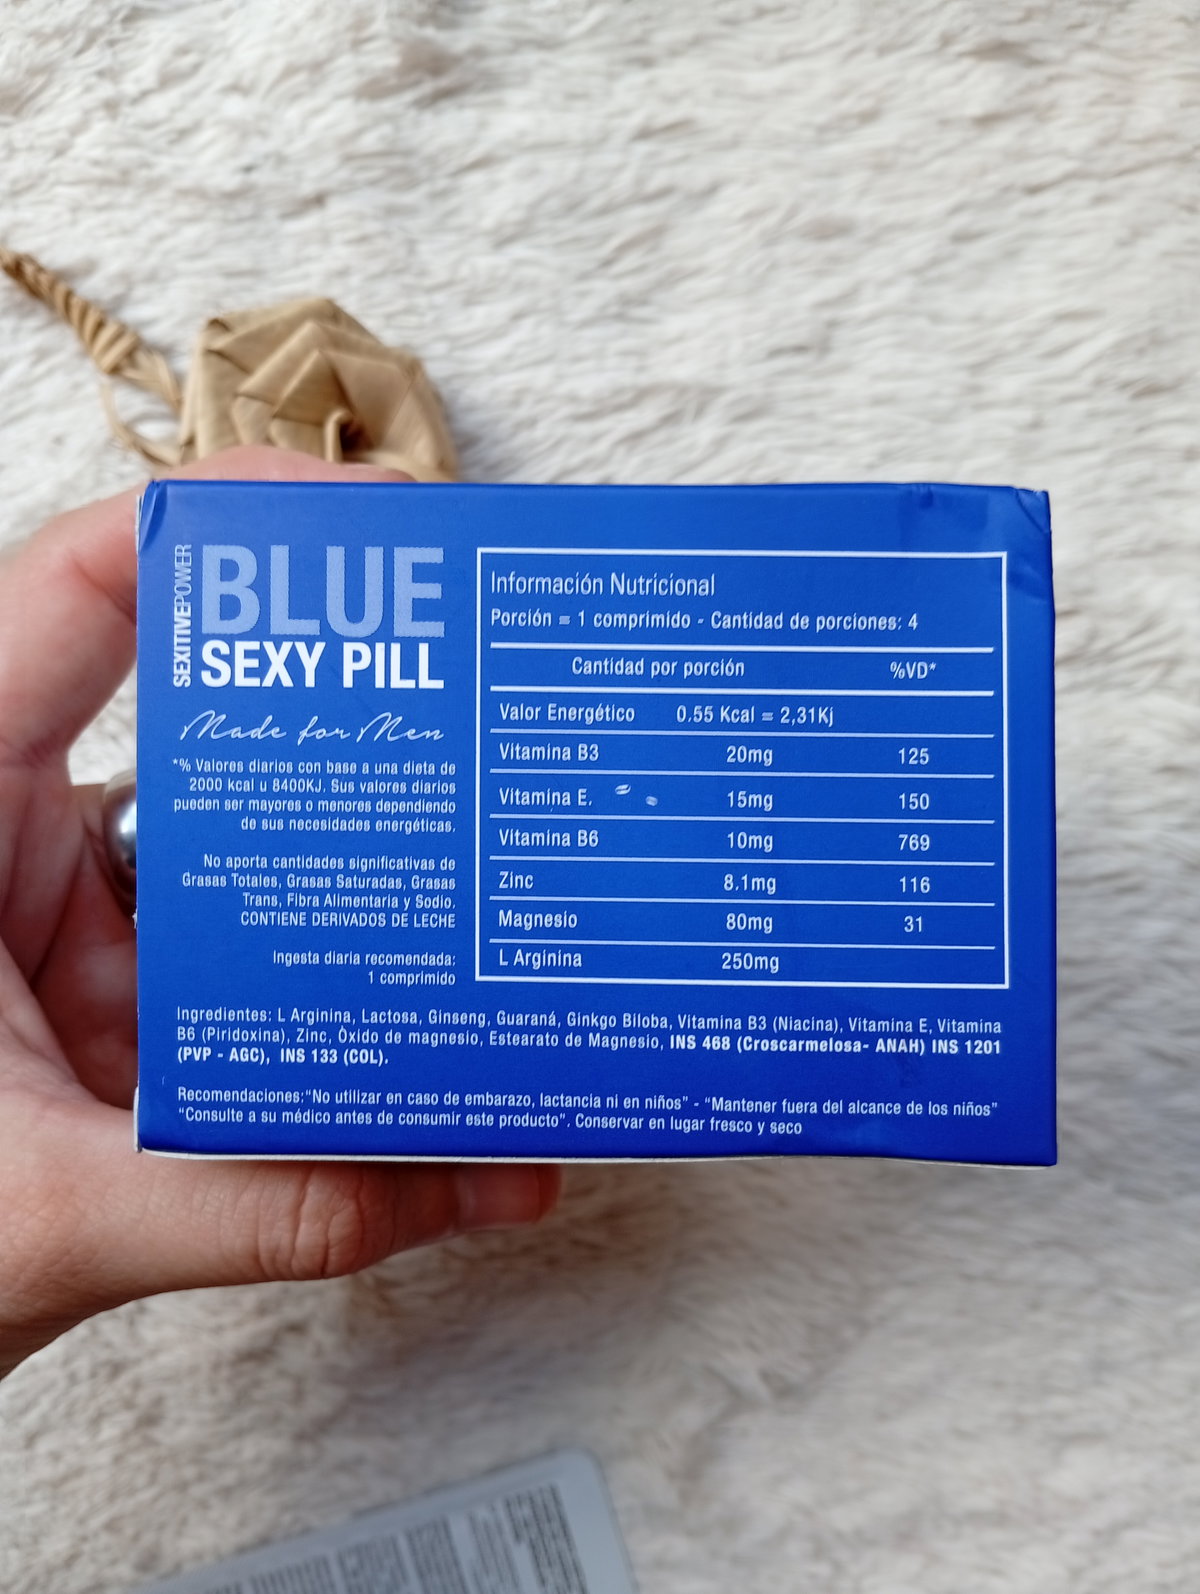 SEXITIVEPOWER
BLUE
SEXY PILL
Made for Men
*% Valores diarios con base a una dieta de
2000 kcal u 8400KJ. Sus valores diarios
pueden ser mayores o menores dependiendo
de sus necesidades energéticas.
No aporta cantidades significativas de
Grasas Totales, Grasas Saturadas, Grasas
Trans, Fibra Alimentaria y Sodio.
CONTIENE DERIVADOS DE LECHE
Ingesta diaria recomendada:
1 comprimido
Información Nutricional
Porción = 1 comprimido - Cantidad de porciones: 4
Cantidad por porción %VD*
Valor Energético 0.55 Kcal = 2,31Kj
Vitamina B3 20mg 125
Vitamina E. 15mg 150
Vitamina B6 10mg 769
Zinc 8.1mg 116
Magnesio 80mg 31
L Arginina 250mg
Ingredientes: L Arginina, Lactosa, Ginseng, Guaraná, Ginkgo Biloba, Vitamina B3 (Niacina), Vitamina E, Vitamina
B6 (Piridoxina), Zinc, Òxido de magnesio, Estearato de Magnesio, INS 468 (Croscarmelosa- ANAH) INS 1201
(PVP - AGC), INS 133 (COL).
Recomendaciones:"No utilizar en caso de embarazo, lactancia ni en niños" - "Mantener fuera del alcance de los niños"
"Consulte a su médico antes de consumir este producto". Conservar en lugar fresco y seco